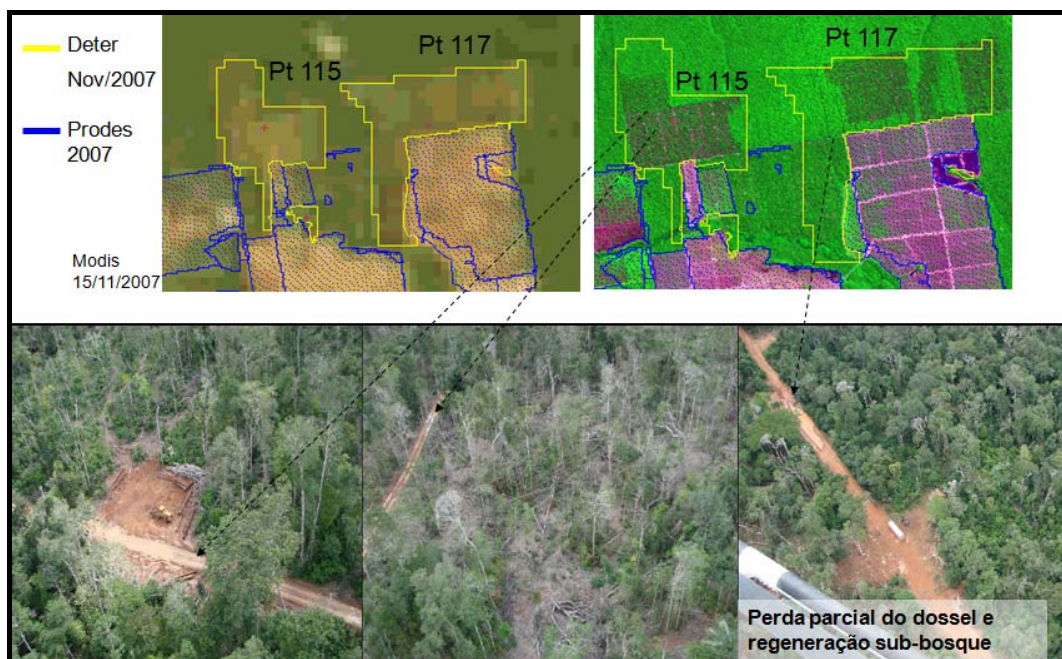 Deter
Nov/2007
Prodes
2007
Modis
15/11/2007
Pt 115
Pt 117
Pt 115
Pt 117
Perda parcial do dossel e
regeneração sub-bosque